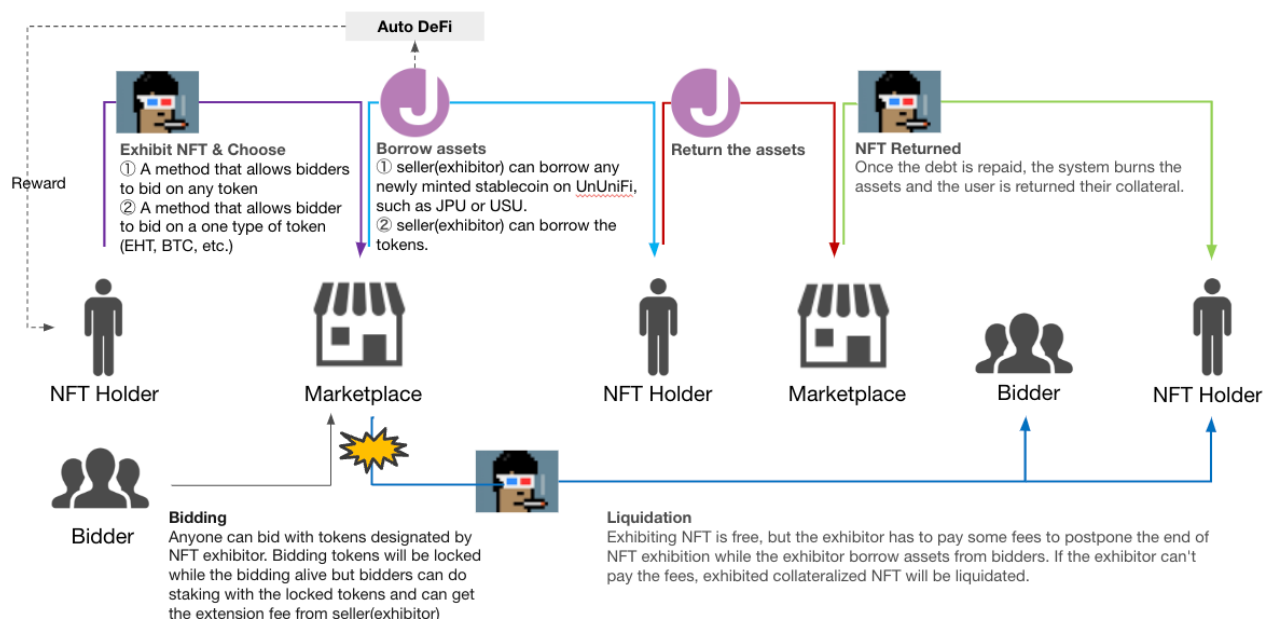 Auto DeFi
Exhibit NFT & Choose
① A method that allows bidders
to bid on any token
② A method that allows bidder
to bid on a one type of token
(EHT, BTC, etc.)
Borrow assets
① seller(exhibitor) can borrow any
newly minted stablecoin on UnUniFi,
such as JPU or USU.
② seller(exhibitor) can borrow the
tokens.
Return the assets
NFT Returned
Once the debt is repaid, the system burns the
assets and the user is returned their collateral.
Reward
NFT Holder
Marketplace
NFT Holder
Marketplace
Bidder
NFT Holder
Bidder
Bidding
Anyone can bid with tokens designated by
NFT exhibitor. Bidding tokens will be locked
while the bidding alive but bidders can do
staking with the locked tokens and can get
the extension fee from seller(exhibitor)
Liquidation
Exhibiting NFT is free, but the exhibitor has to pay some fees to postpone the end of
NFT exhibition while the exhibitor borrow assets from bidders. If the exhibitor can't
pay the fees, exhibited collateralized NFT will be liquidated.